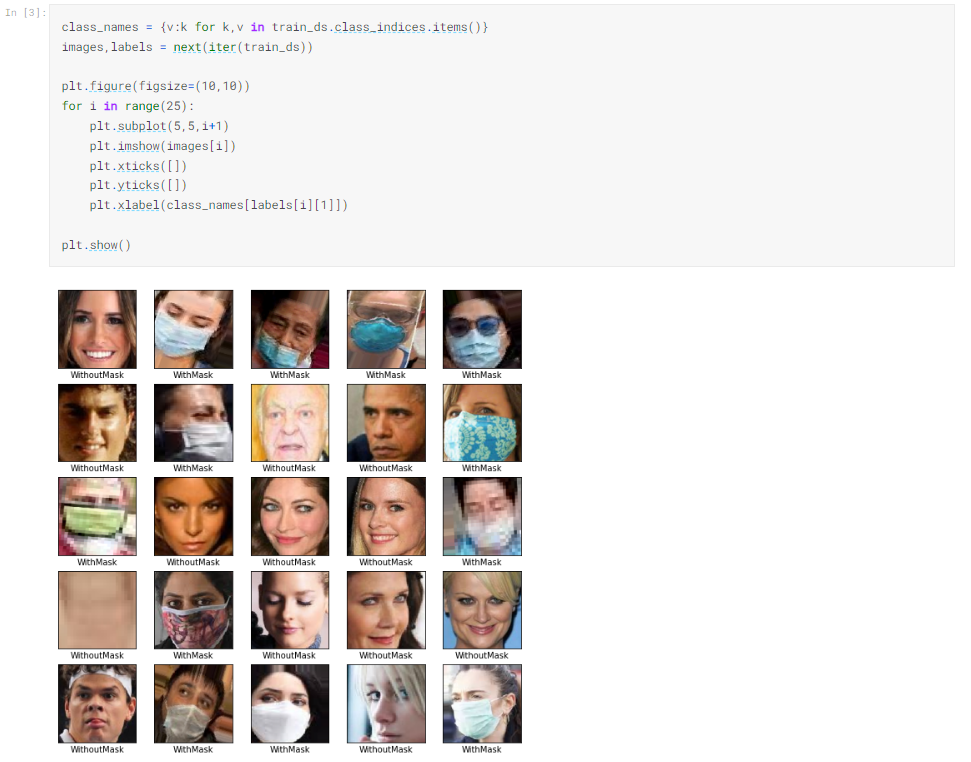 In [3]:
class_names = {v:k for k,v in train_ds.class_indices.items()}
images,labels = next(iter(train_ds))
plt.figure(figsize=(10,10))
for i in range(25):
    plt.subplot(5,5,i+1)
    plt.imshow(images[i])
    plt.xticks([])
    plt.yticks([])
    plt.xlabel(class_names[labels[i][1]])
plt.show()
WithoutMask WithMask WithMask WithMask WithMask
WithoutMask WithMask WithoutMask WithoutMask WithMask
WithMask WithoutMask WithoutMask WithoutMask WithMask
WithoutMask WithMask WithoutMask WithoutMask WithoutMask
WithoutMask WithMask WithMask WithoutMask WithMask